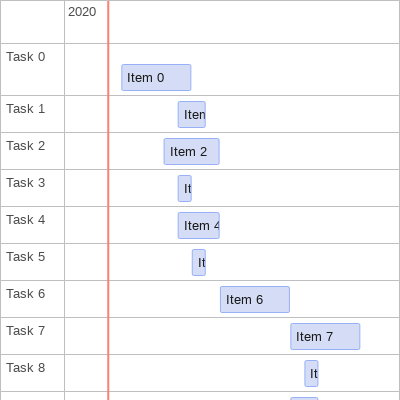 2020
Task 0
Item 0
Task 1
Iten
Task 2
Item 2
Task 3
It
Task 4
Item 4
Task 5
It
Task 6
Item 6
Task 7
Item 7
Task 8
It